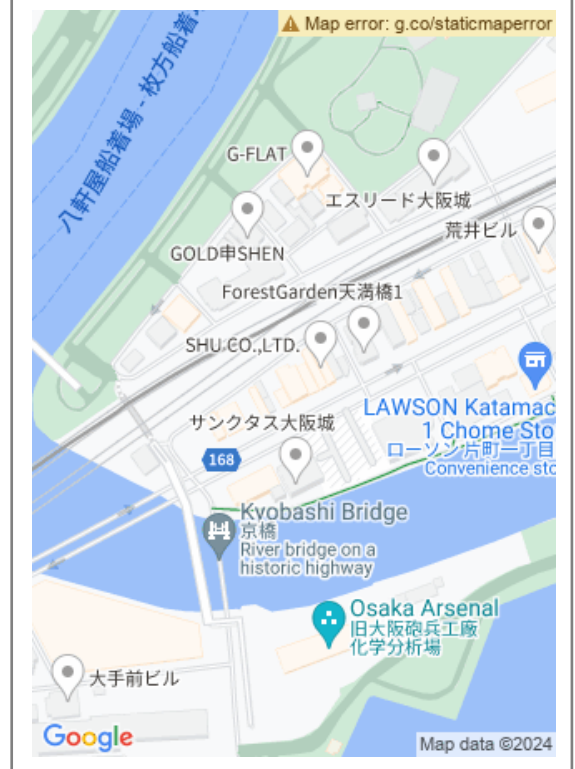 Map error: g.co/staticmaperror
八軒屋船着場 - 枚方船着
G-FLAT
エスリード大阪城
荒井ビル
GOLD申SHEN
ForestGarden天満橋1
SHU CO.,LTD.
LAWSON Katamac
1 Chome Sto
ローソン片町一丁目
Convenience sto
サンクタス大阪城
168
Kyobashi Bridge
京橋
River bridge on a
historic highway
Osaka Arsenal
旧大阪砲兵工廠
化学分析場
大手前ビル
Google
Map data ©2024